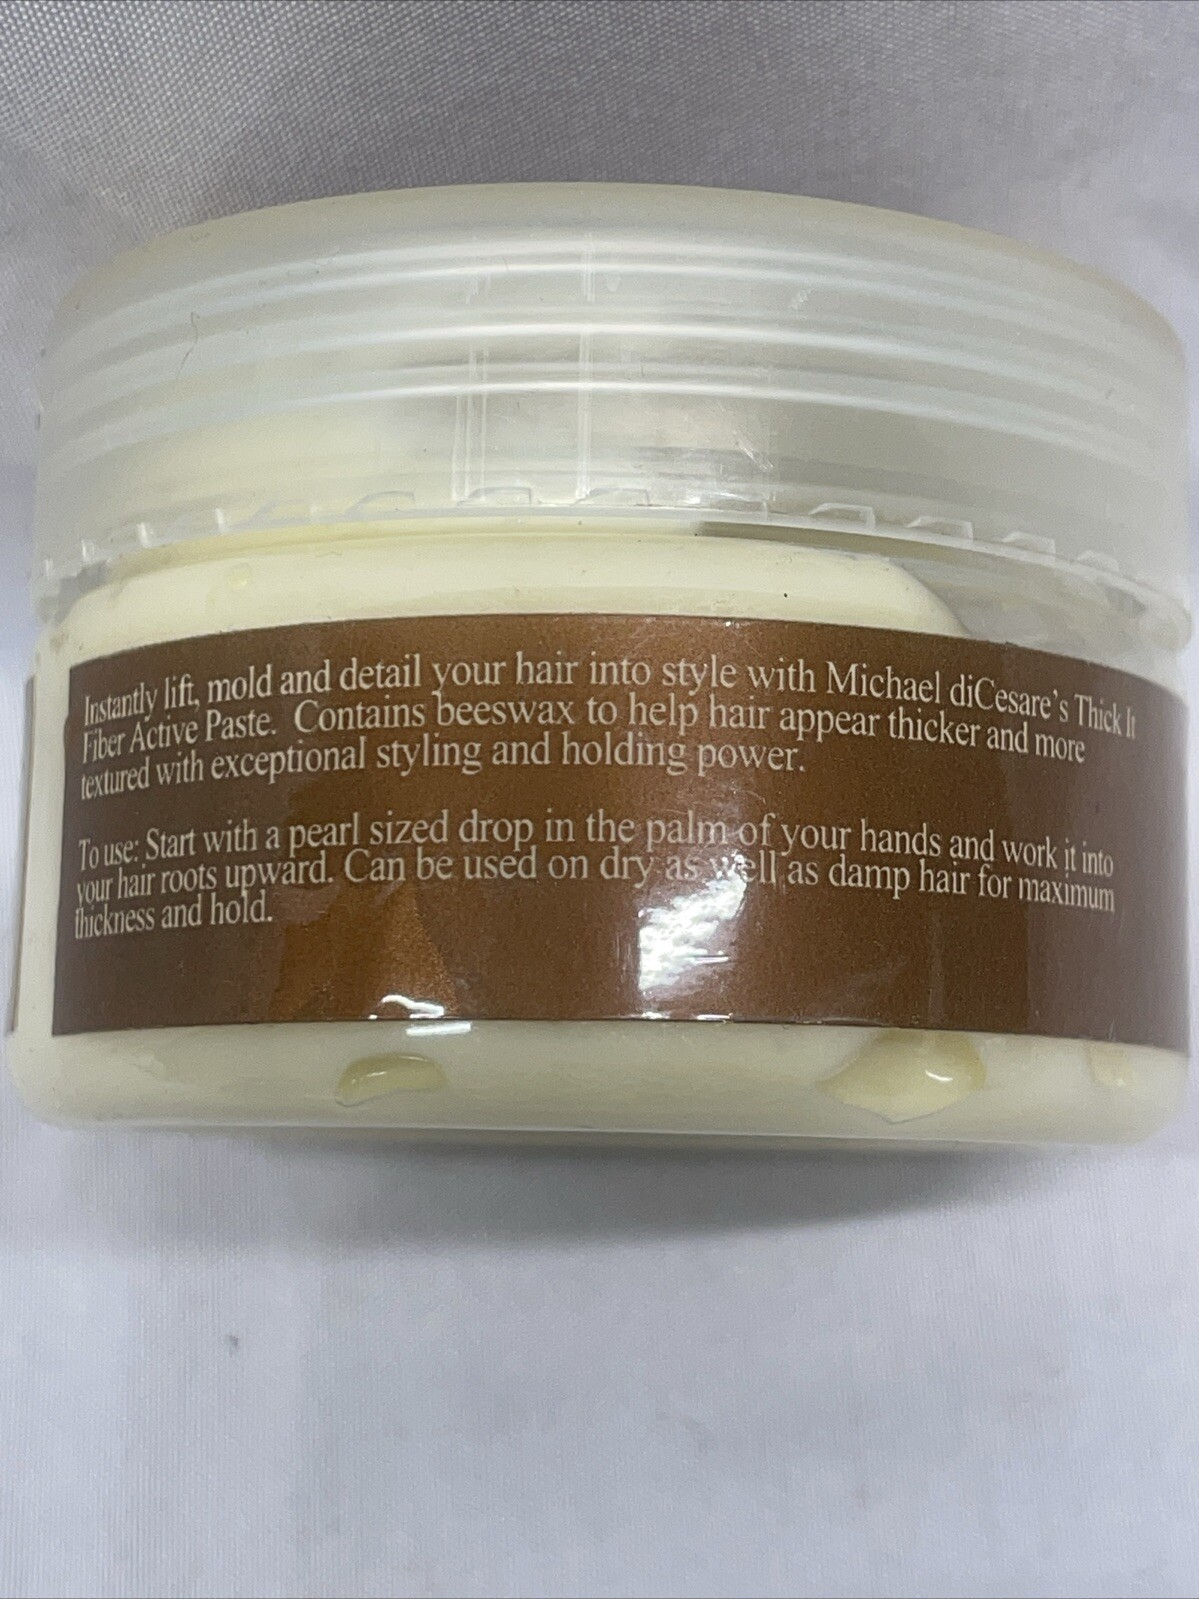 Instantly lift, mold and detail your hair into style with Michael diCesare's Thick It
Fiber Active Paste. Contains beeswax to help hair appear thicker and more
textured with exceptional styling and holding power.
To use: Start with a pearl sized drop in the palm of your hands and work it into
your hair roots upward. Can be used on dry as well as damp hair for maximum
thickness and hold.